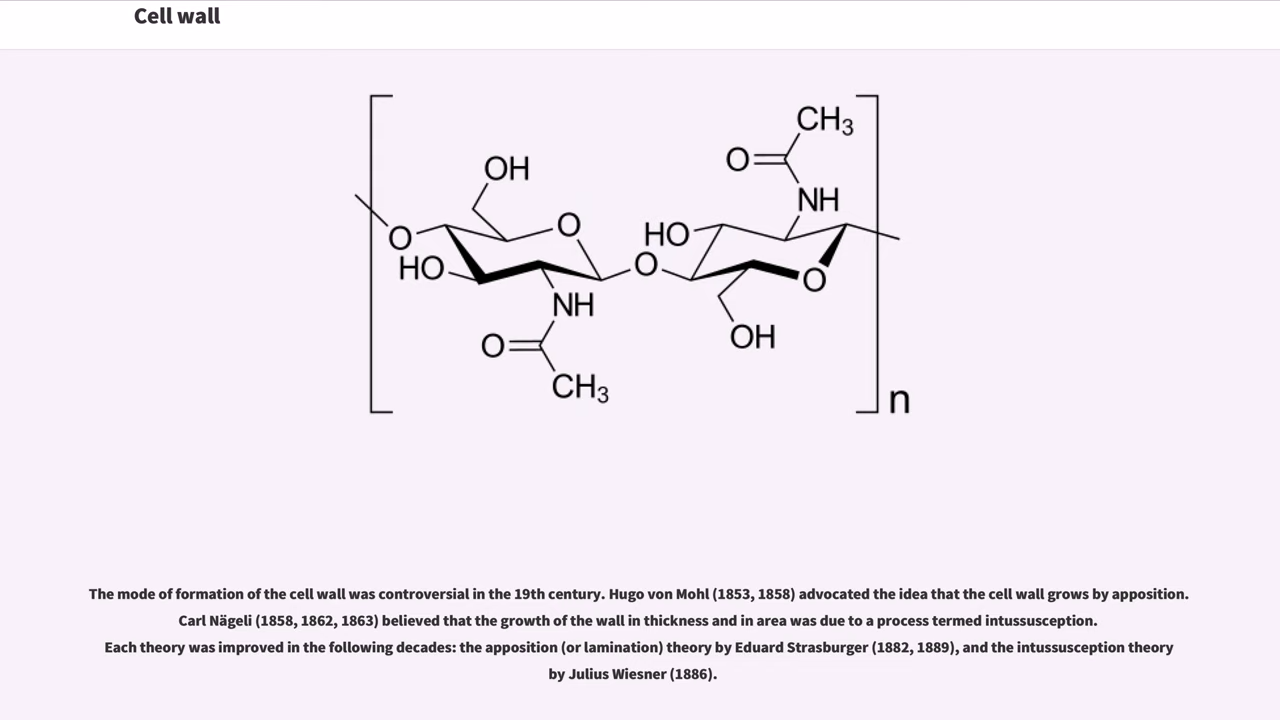 Cell wall
CH3
O
OH
NH
O
HO
O
O
HO
O
NH
OH
O
CH3
n
The mode of formation of the cell wall was controversial in the 19th century. Hugo von Mohl (1853, 1858) advocated the idea that the cell wall grows by apposition.
Carl Nägeli (1858, 1862, 1863) believed that the growth of the wall in thickness and in area was due to a process termed intussusception.
Each theory was improved in the following decades: the apposition (or lamination) theory by Eduard Strasburger (1882, 1889), and the intussusception theory
by Julius Wiesner (1886).